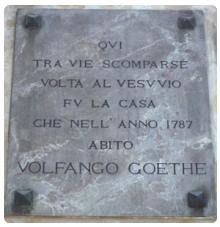 QVI
TRA VIE SCOMPARSE
VOLTA AL VESVVIO
FV LA CASA
CHE NELL' ANNO 1787
ABITÒ
VOLFANGO GOETHE